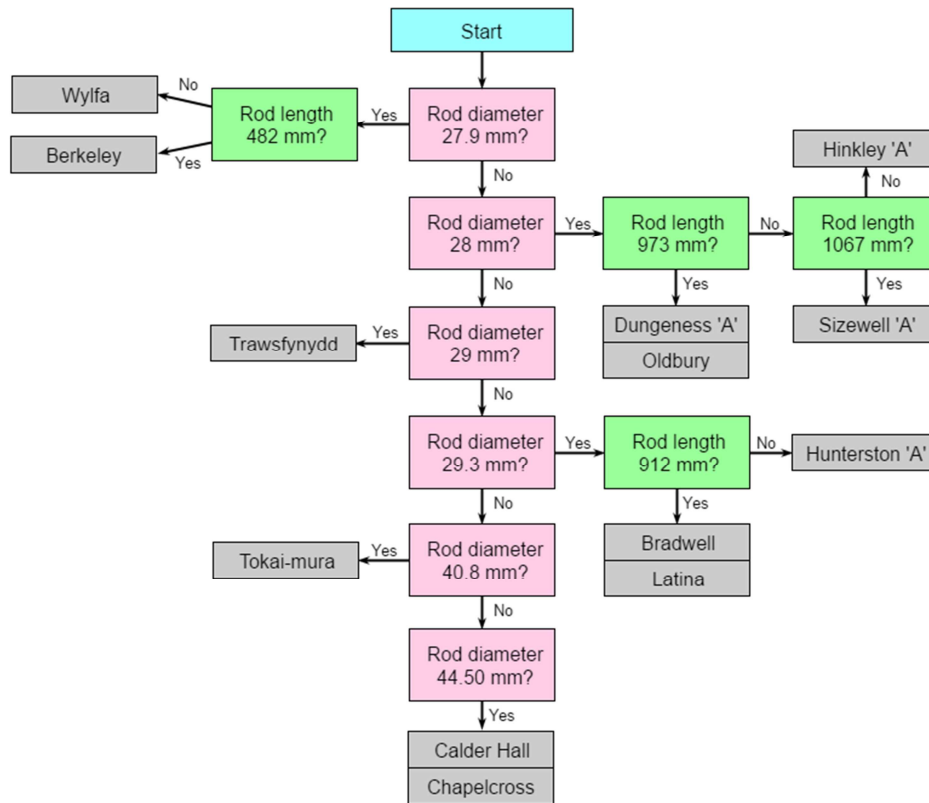 Start
Wylfa
No
Rod length
482 mm?
Yes
Rod diameter
27.9 mm?
Berkeley
Yes
No
Hinkley 'A'
No
Rod diameter
28 mm?
Yes
Rod length
973 mm?
No
Rod length
1067 mm?
No
Yes
Yes
Trawsfynydd
Yes
Rod diameter
29 mm?
Dungeness 'A'
Oldbury
Sizewell 'A'
No
Rod diameter
29.3 mm?
Yes
Rod length
912 mm?
No
Hunterston 'A'
No
Yes
Tokai-mura
Yes
Rod diameter
40.8 mm?
Bradwell
Latina
No
Rod diameter
44.50 mm?
Yes
Calder Hall
Chapelcross